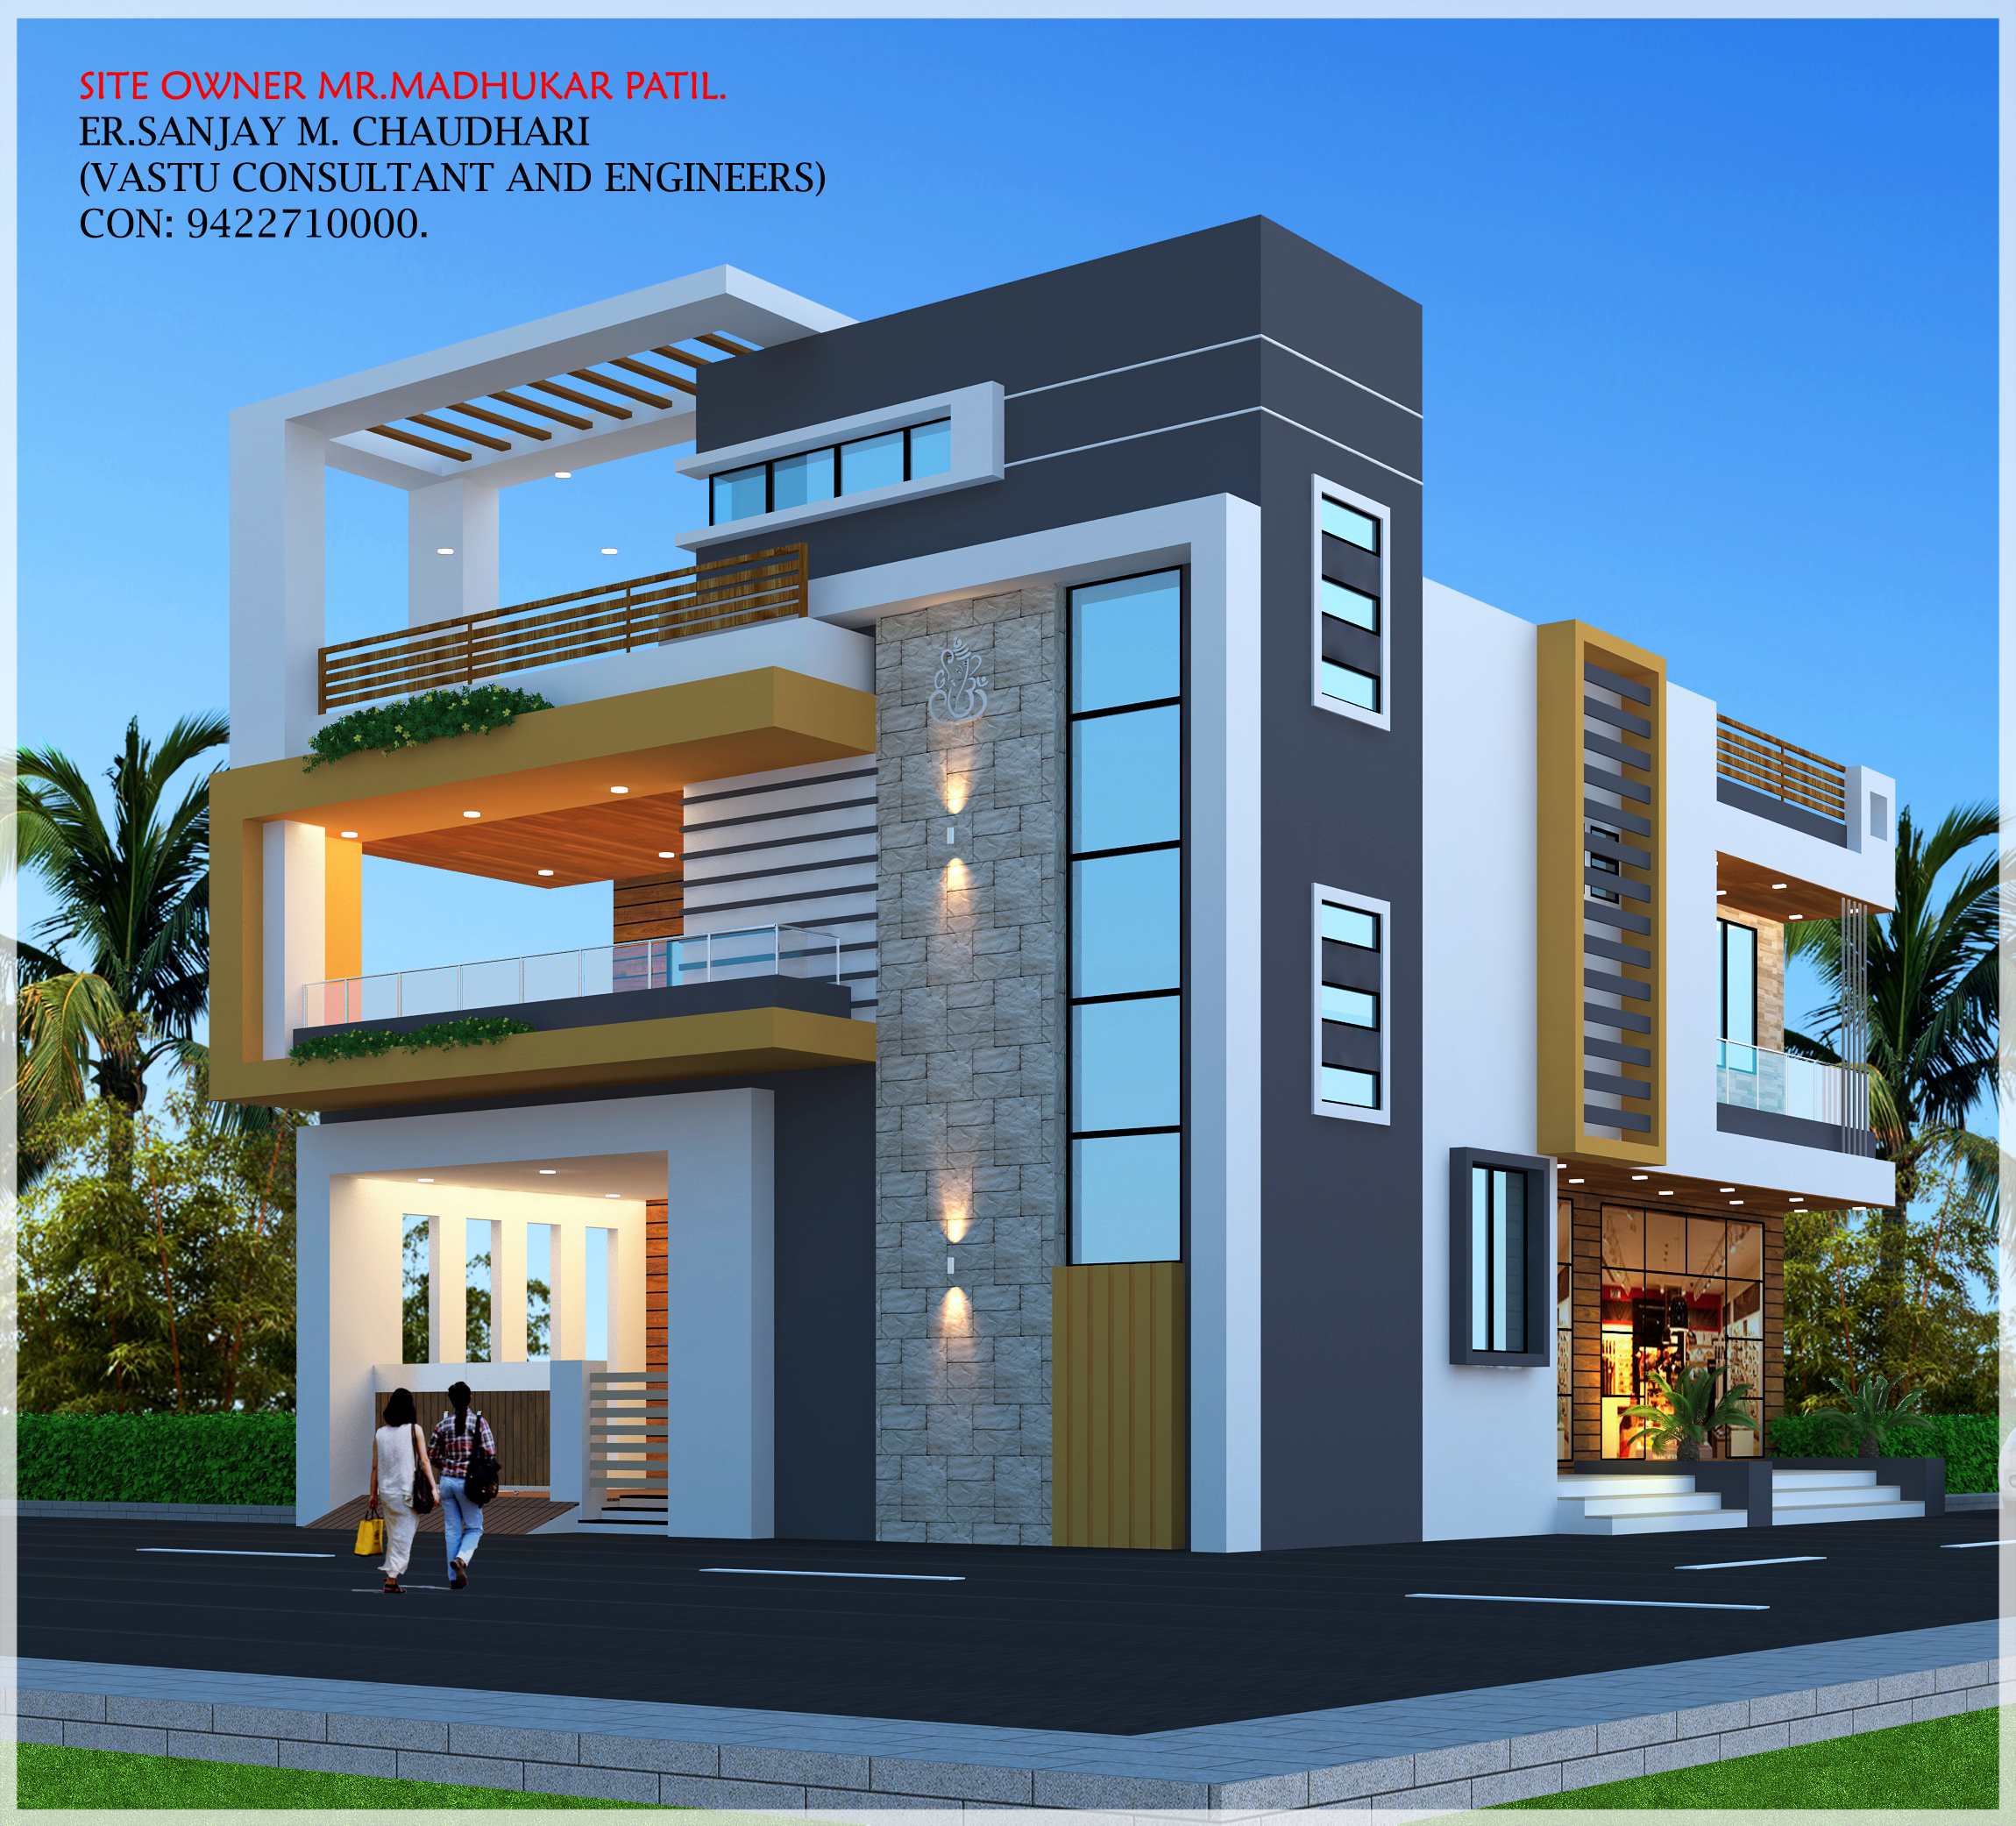 SITE OWNER MR.MADHUKAR PATIL.
ER.SANJAY M. CHAUDHARI
(VASTU CONSULTANT AND ENGINEERS)
CON: 9422710000.